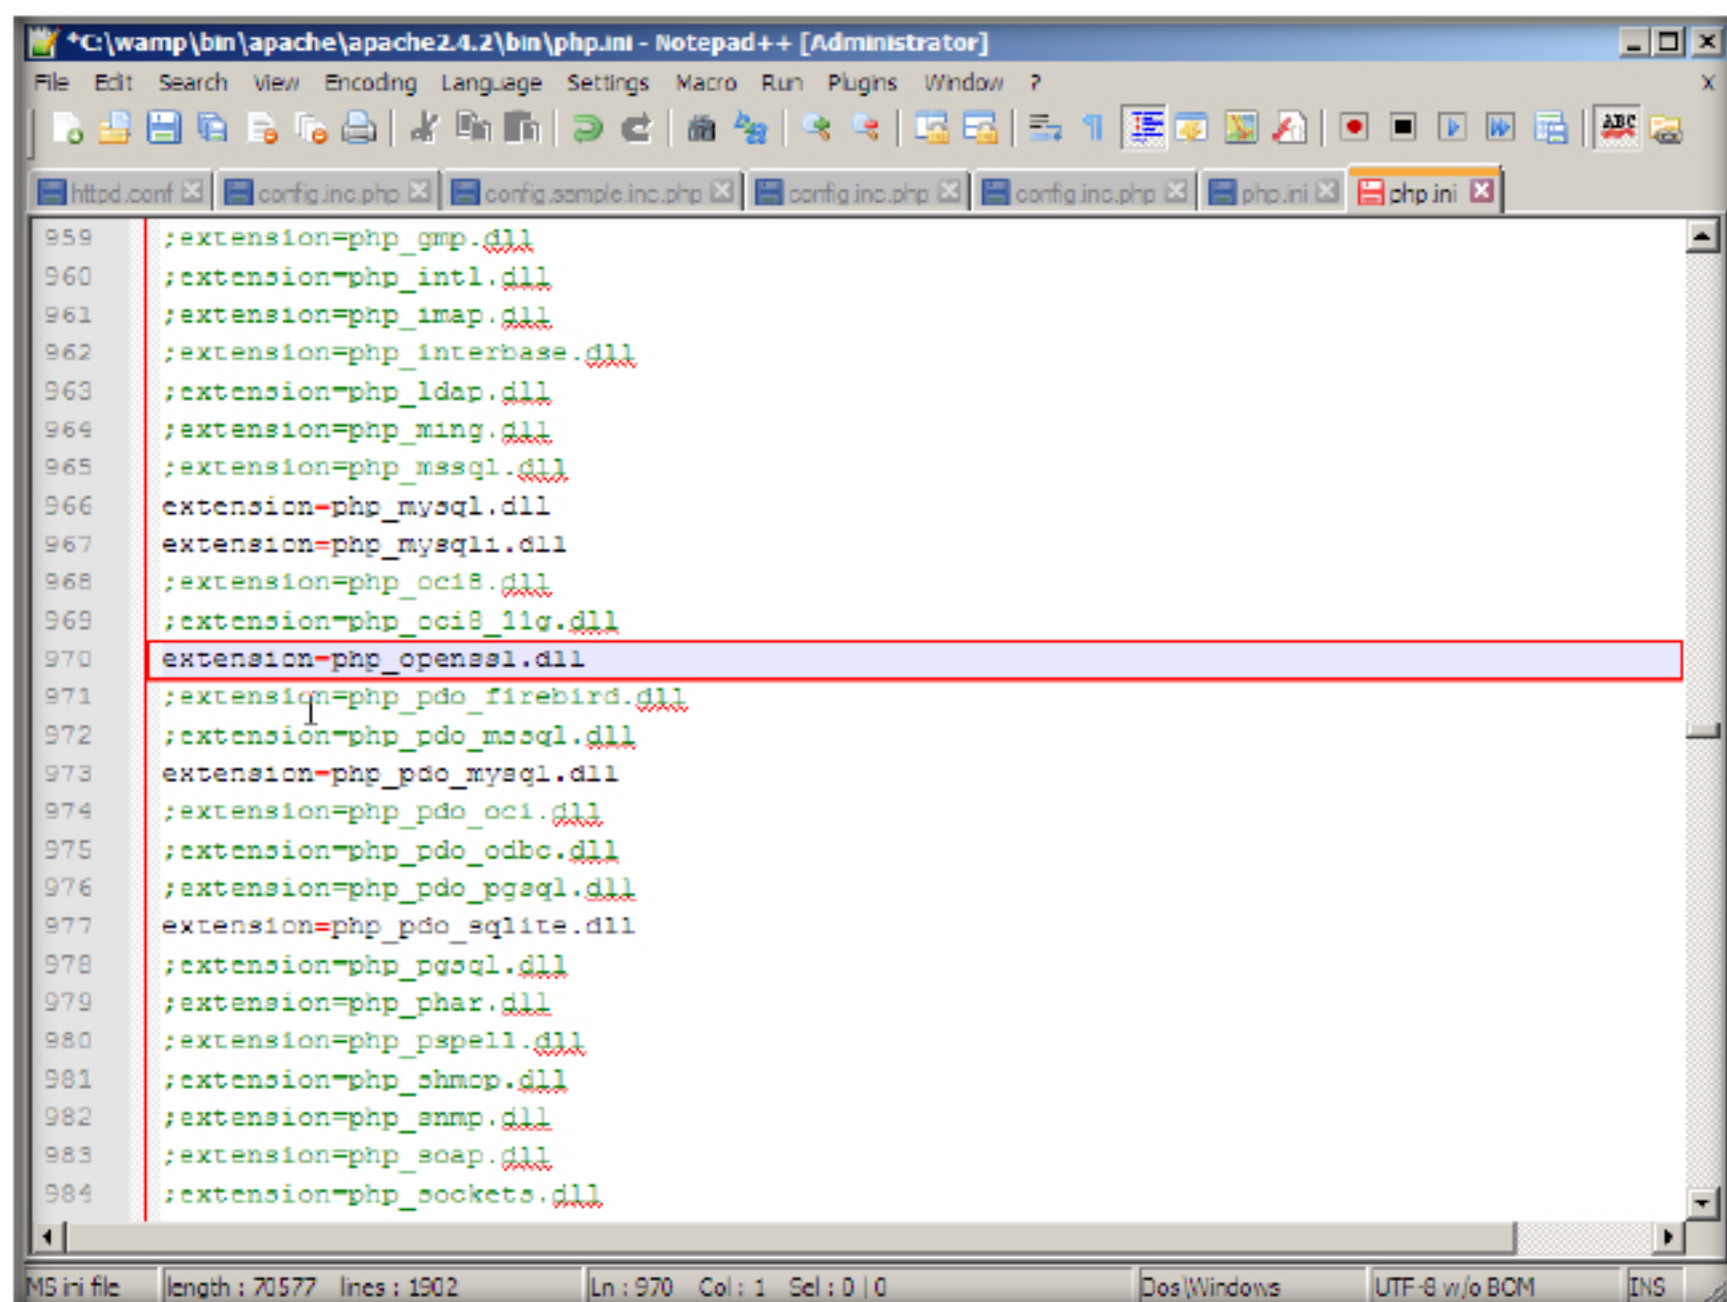 *C:\wamp\bin\apache\apache2.4.2\bin\php.ini - Notepad++ [Administrator]
File Edit Search View Encoding Language Settings Macro Run Plugins Window ? X
ABC
httpd.conf config.inc.php config.sample.inc.php config.inc.php config.inc.php php.ini php.ini
959 ;extension=php_gmp.dll
960 ;extension=php_intl.dll
961 ;extension=php_imap.dll
962 ;extension=php_interbase.dll
963 ;extension=php_ldap.dll
964 ;extension=php_ming.dll
965 ;extension=php_mssql.dll
966 extension=php_mysql.dll
967 extension=php_mysqli.dll
968 ;extension=php_oci8.dll
969 ;extension=php_oci8_11g.dll
970 extension=php_openssl.dll
971 ;extension=php_pdo_firebird.dll
972 ;extension=php_pdo_mssql.dll
973 extension=php_pdo_mysql.dll
974 ;extension=php_pdo_oci.dll
975 ;extension=php_pdo_odbc.dll
976 ;extension=php_pdo_pgsql.dll
977 extension=php_pdo_sqlite.dll
978 ;extension=php_pgsql.dll
979 ;extension=php_phar.dll
980 ;extension=php_pspell.dll
981 ;extension=php_shmop.dll
982 ;extension=php_snmp.dll
983 ;extension=php_soap.dll
984 ;extension=php_sockets.dll
MS ini file length : 70577 lines : 1902 Ln : 970 Col : 1 Sel : 0 | 0 Dos\Windows UTF-8 w/o BOM INS